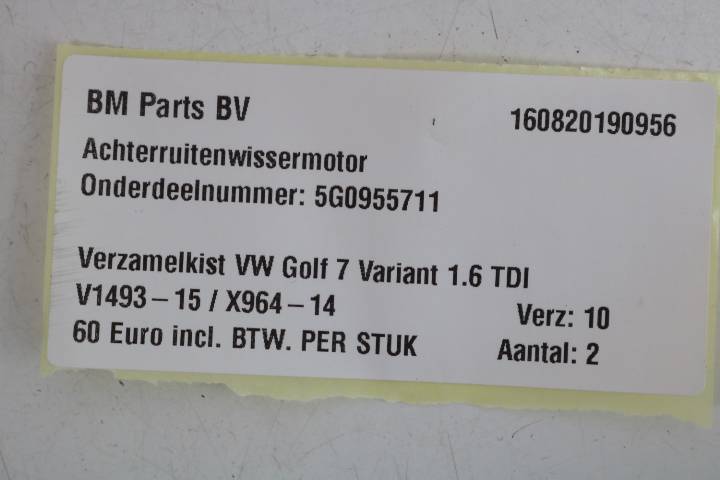 BM Parts BV 160820190956
Achterruitenwissermotor
Onderdeelnummer: 5G0955711
Verzamelkist VW Golf 7 Variant 1.6 TDI
V1493-15 / X964-14 Verz: 10
60 Euro incl. BTW. PER STUK Aantal: 2